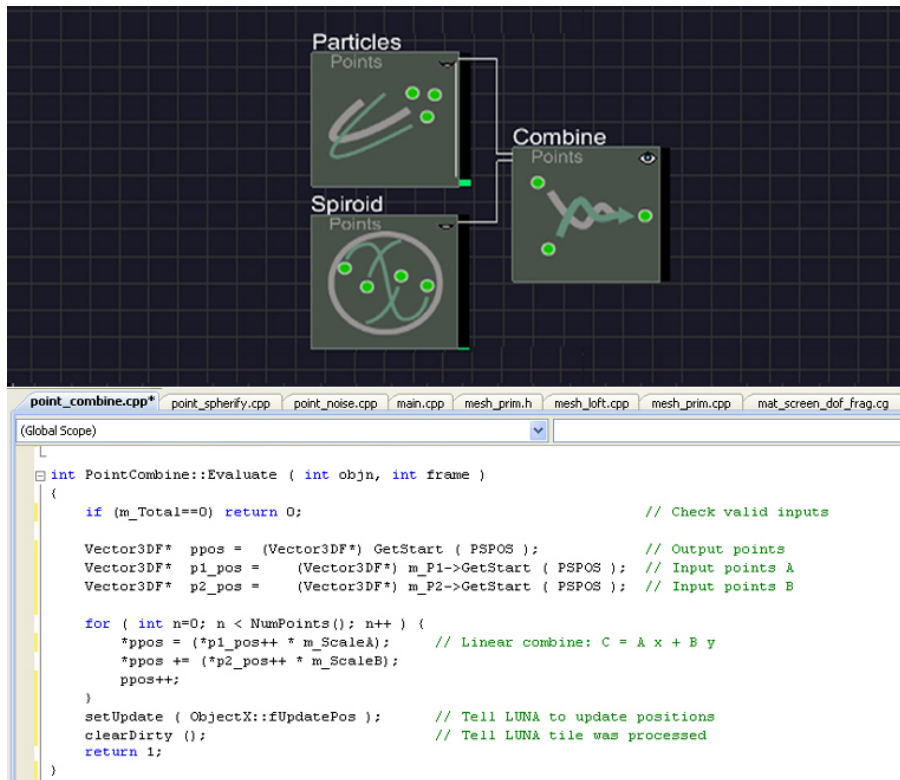 Particles
Points
Combine
Points
Spiroid
Points
point_combine.cpp* point_spherify.cpp point_noise.cpp main.cpp mesh_prim.h mesh_loft.cpp mesh_prim.cpp mat_screen_dof_frag.cg
(Global Scope)
int PointCombine::Evaluate ( int objn, int frame )
{
if (m_Total==0) return 0; // Check valid inputs
Vector3DF* ppos = (Vector3DF*) GetStart ( PSPOS ); // Output points
Vector3DF* p1_pos = (Vector3DF*) m_P1->GetStart ( PSPOS ); // Input points A
Vector3DF* p2_pos = (Vector3DF*) m_P2->GetStart ( PSPOS ); // Input points B
for ( int n=0; n < NumPoints(); n++ ) {
*ppos = (*p1_pos++ * m_ScaleA); // Linear combine: C = A x + B y
*ppos += (*p2_pos++ * m_ScaleB);
ppos++;
}
setUpdate ( ObjectX::fUpdatePos ); // Tell LUNA to update positions
clearDirty (); // Tell LUNA tile was processed
return 1;
}